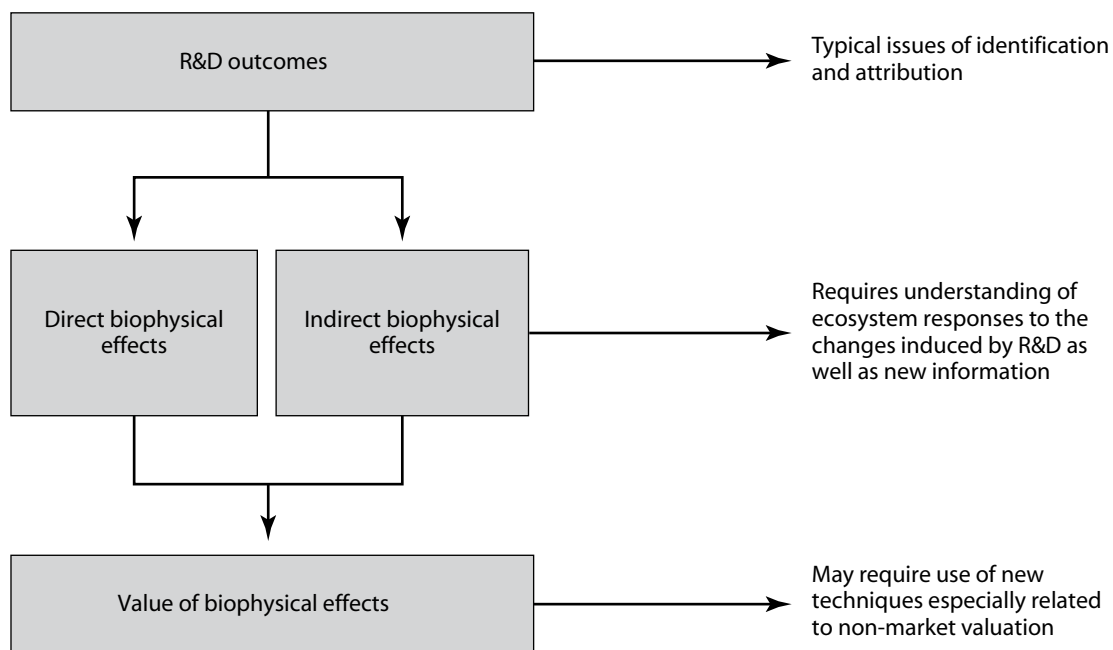 R&D outcomes
Typical issues of identification
and attribution
Direct biophysical
effects
Indirect biophysical
effects
Requires understanding of
ecosystem responses to the
changes induced by R&D as
well as new information
Value of biophysical effects
May require use of new
techniques especially related
to non-market valuation